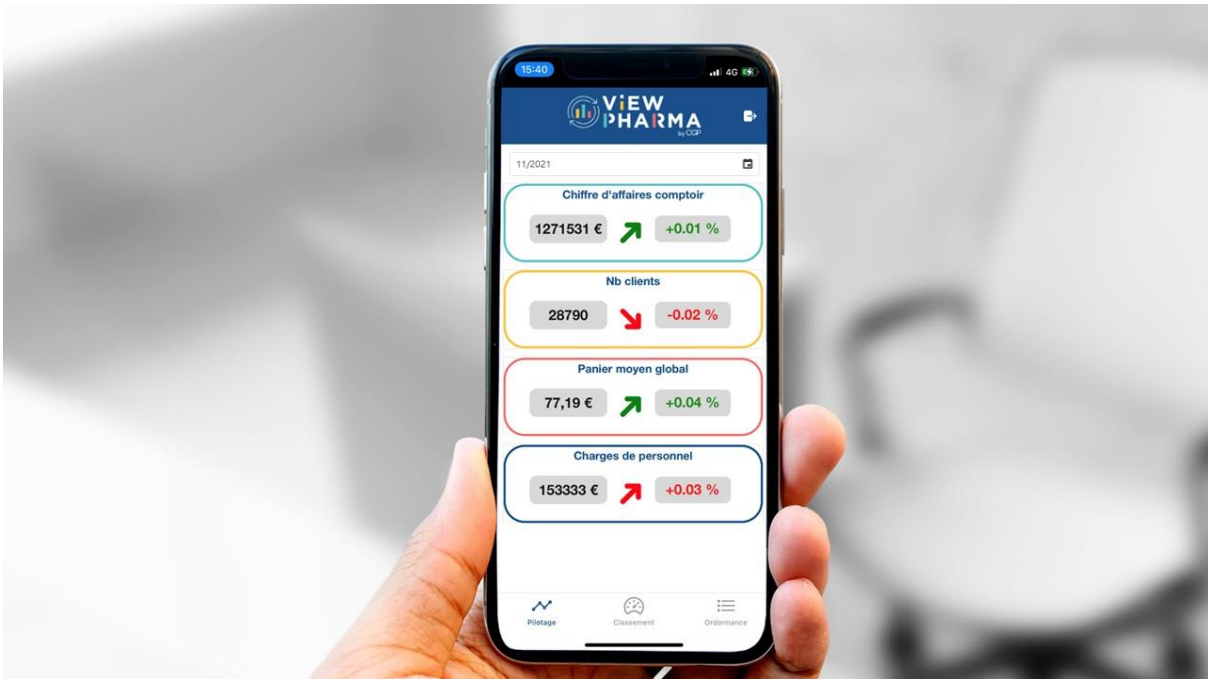 15:40
4G
ViEW
PHARMA
by CGP
11/2021
Chiffre d'affaires comptoir
1271531 € +0.01 %
Nb clients
28790 -0.02 %
Panier moyen global
77,19 € +0.04 %
Charges de personnel
153333 € +0.03 %
Pilotage Classement Ordonnance